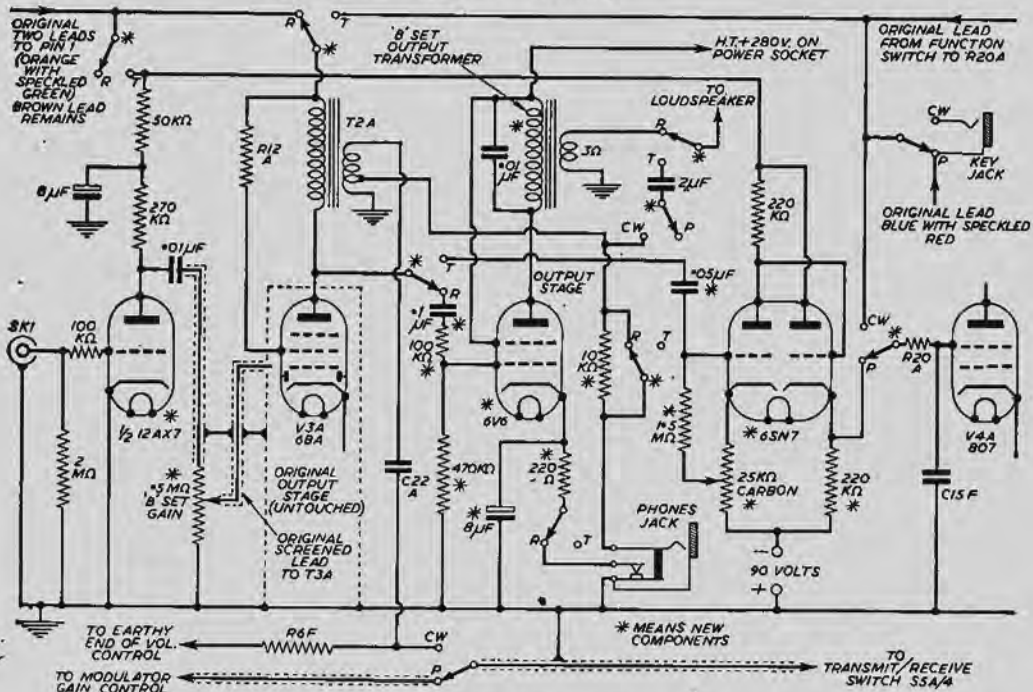 ORIGINAL
TWO LEADS
TO PIN 1
(ORANGE
WITH
SPECKLED
GREEN)
BROWN LEAD
REMAINS
*
R
T
R
T
*
'B' SET
OUTPUT
TRANSFORMER
H.T.+280V. ON
POWER SOCKET
ORIGINAL LEAD
FROM FUNCTION
SWITCH TO R20A
TO
LOUDSPEAKER
CW
P
KEY
JACK
ORIGINAL LEAD
BLUE WITH SPECKLED
RED
50KΩ
8µF
270
KΩ
·01µF
R12
A
T2A
*
·01
µF
3Ω
R
*
T
2µF
*
P
CW
220
KΩ
SK1
100
KΩ
½ 12AX7
*
2
MΩ
*
·5MΩ
'B' SET
GAIN
V3A
6BA
ORIGINAL
OUTPUT
STAGE
(UNTOUCHED)
ORIGINAL
SCREENED
LEAD
TO T3A
*
T
R
·1
µF
*
100
KΩ
*
470KΩ
*
OUTPUT
STAGE
*
6V6
220
Ω
*
*
8µF
R
T
C22
A
10
KΩ
*
R
T
*
PHONES
JACK
·05µF
*
1·5
MΩ
*
*6SN7
25KΩ
CARBON
*
220
KΩ
*
−
90 VOLTS
+
CW
*
P
R20
A
V4A
807
C15F
* MEANS NEW
COMPONENTS
TO EARTHY
END OF VOL.
CONTROL
R6F
CW
TO MODULATOR
GAIN CONTROL
P
TO
TRANSMIT/RECEIVE
SWITCH S5A/4